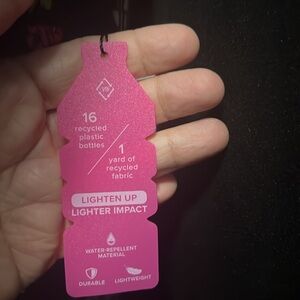 16
recycled
plastic
bottles
1
yard of
recycled
fabric
LIGHTEN UP
LIGHTER IMPACT
WATER-REPELLENT
MATERIAL
DURABLE
LIGHTWEIGHT